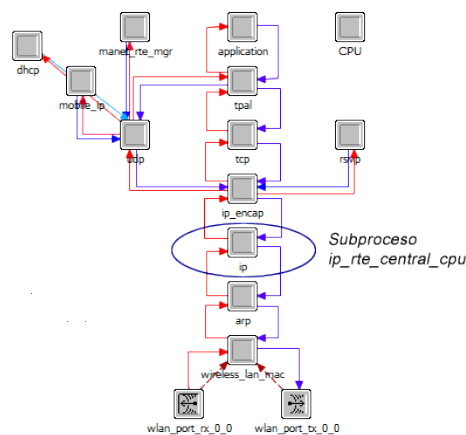 manet_rte_mgr
application
CPU
dhcp
mobile_ip
tpal
udp
tcp
rsvp
ip_encap
Subproceso
ip_rte_central_cpu
ip
arp
wireless_lan_mac
wlan_port_rx_0_0
wlan_port_tx_0_0